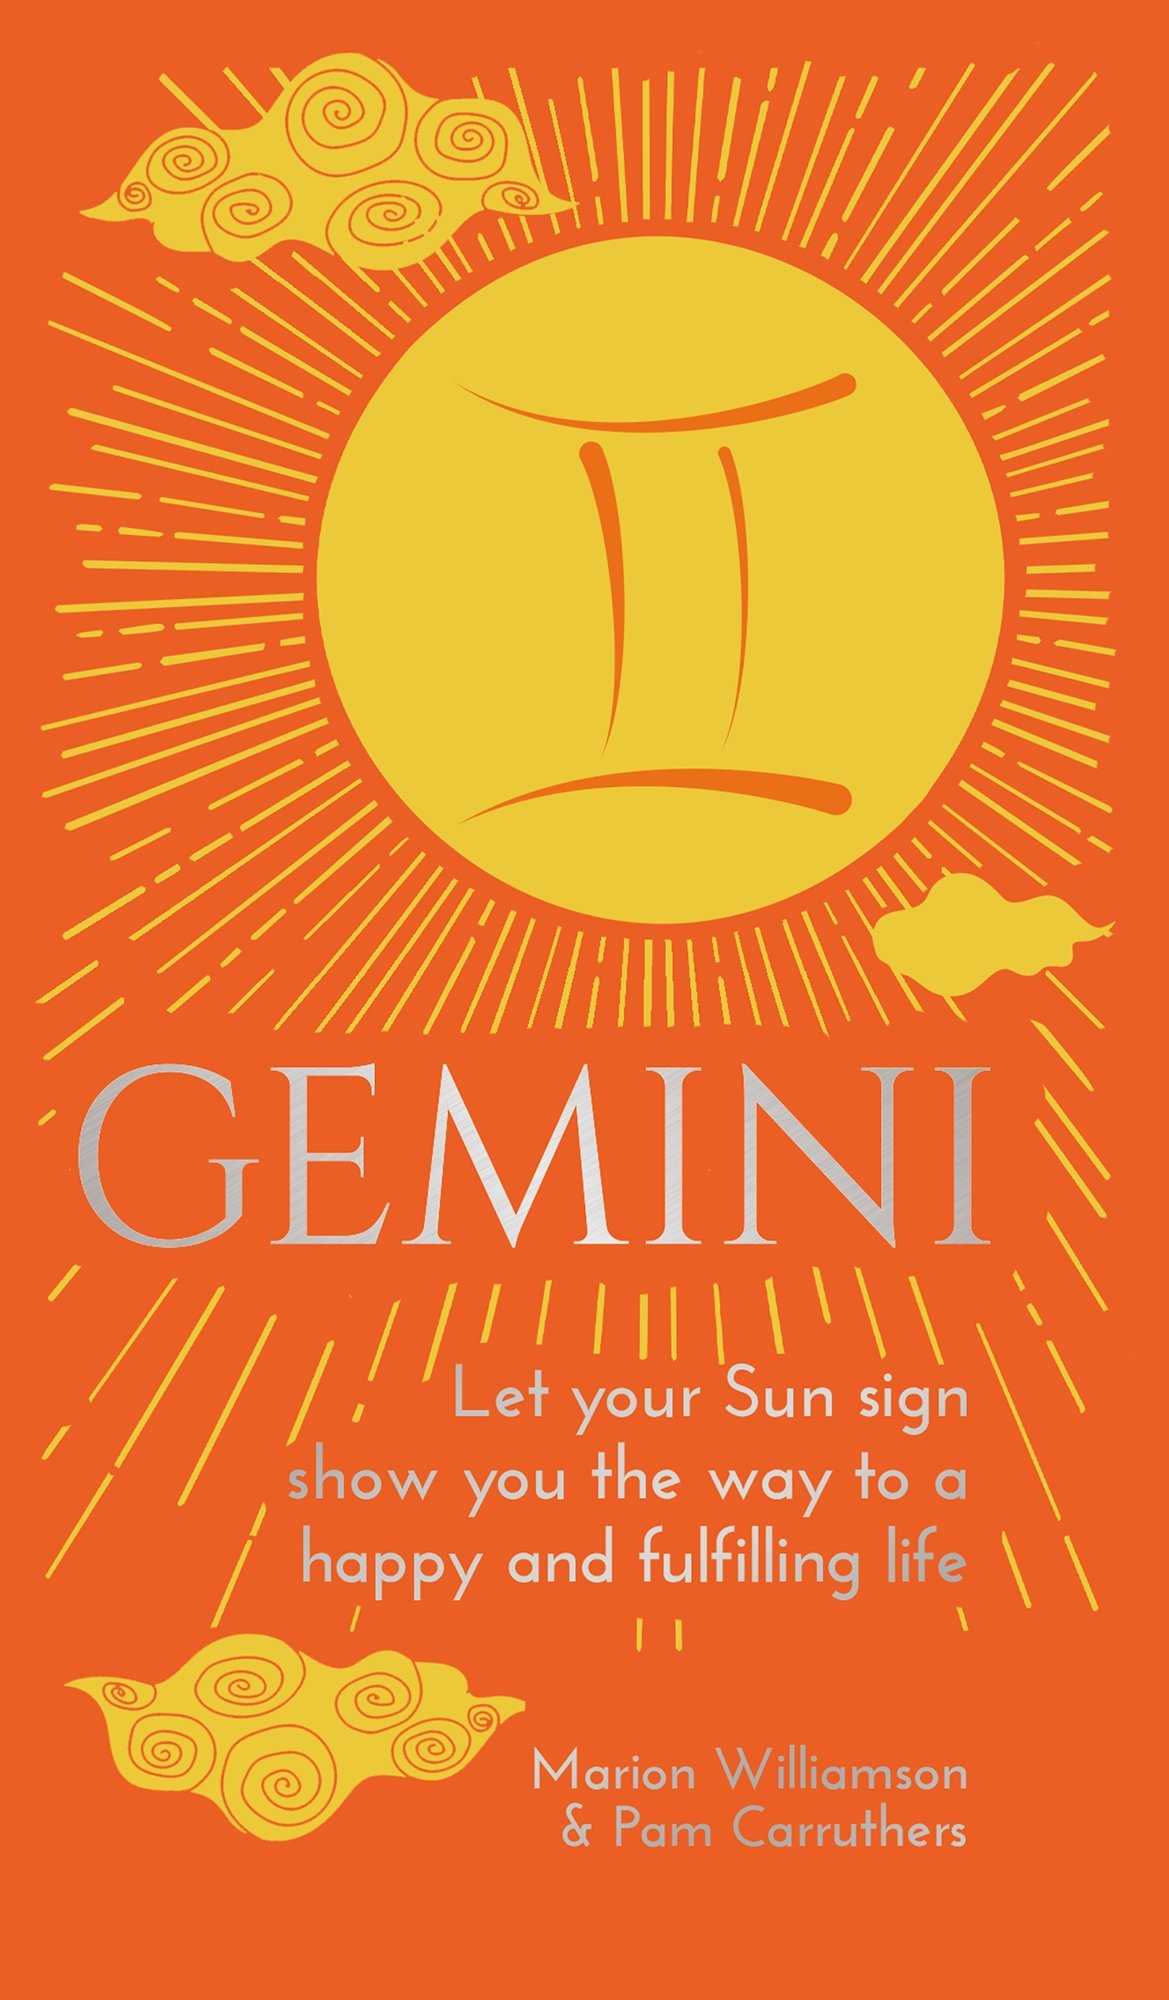 GEMINI
Let your Sun sign
show you the way to a
happy and fulfilling life
Marion Williamson
& Pam Carruthers